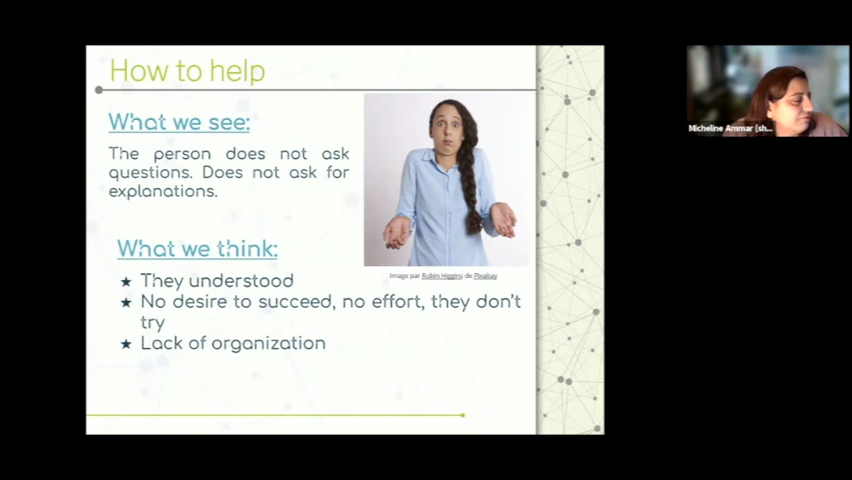 How to help
What we see:
The person does not ask
questions. Does not ask for
explanations.
Image par Robin Higgins de Pixabay
What we think:
★ They understood
★ No desire to succeed, no effort, they don't
try
★ Lack of organization
Micheline Ammar (sh...